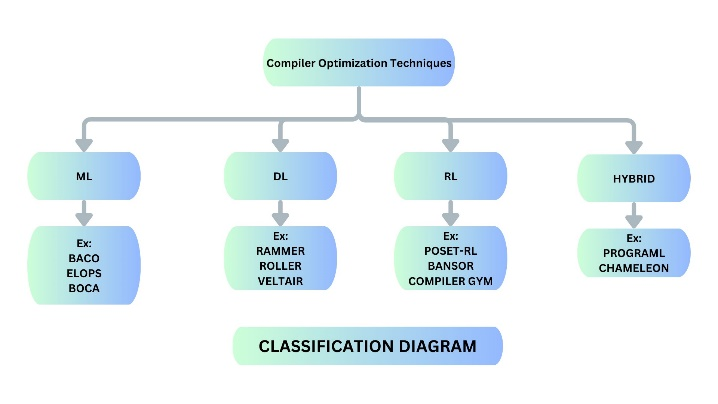 Compiler Optimization Techniques
ML
DL
RL
HYBRID
Ex:
BACO
ELOPS
BOCA
Ex:
RAMMER
ROLLER
VELTAIR
Ex:
POSET-RL
BANSOR
COMPILER GYM
Ex:
PROGRAML
CHAMELEON
CLASSIFICATION DIAGRAM